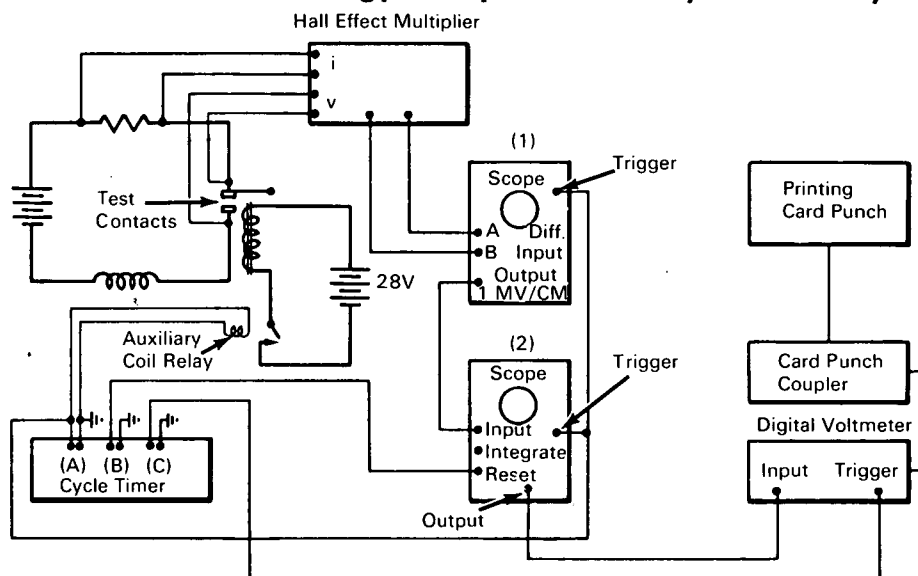 Hall Effect Multiplier
i
v
(1)
Trigger
Scope
A Diff.
B Input
Output
1 MV/CM
Printing
Card Punch
Test
Contacts
28V
Auxiliary
Coil Relay
(2)
Trigger
Scope
Input
Integrate
Reset
Output
Card Punch
Coupler
Digital Voltmeter
Input Trigger
(A) (B) (C)
Cycle Timer